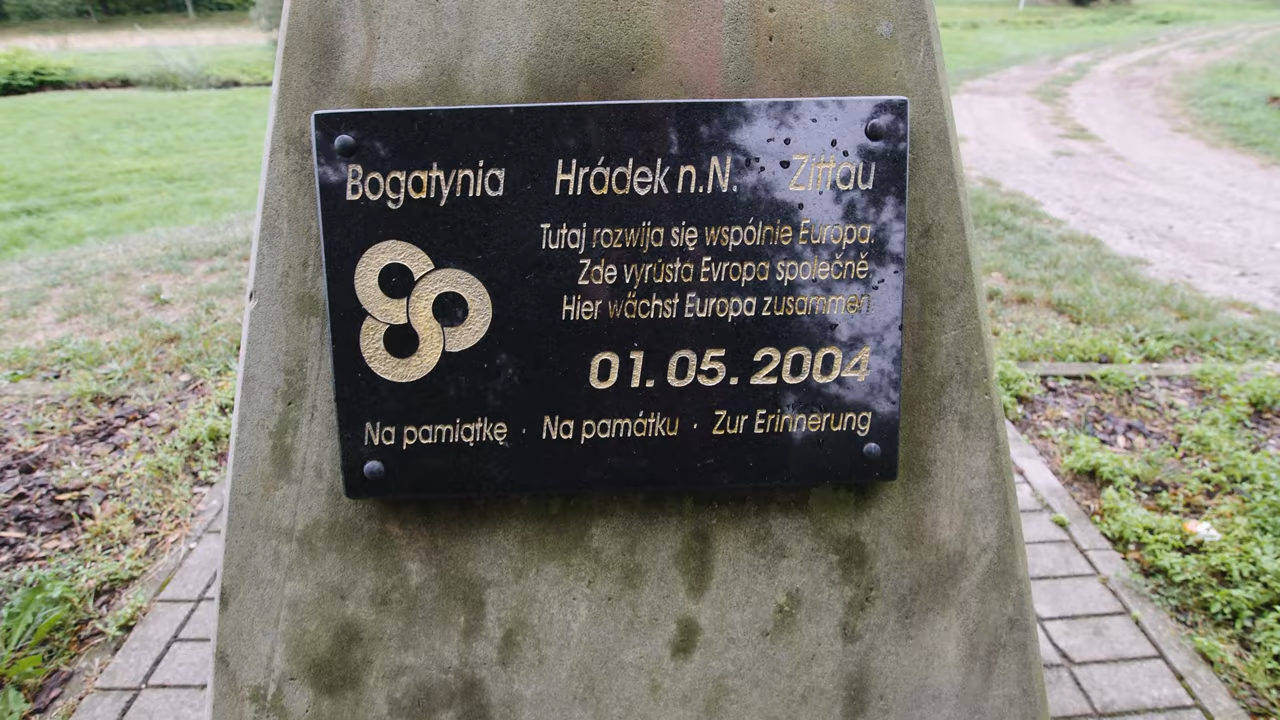 Bogatynia Hrádek n.N. Zittau
Tutaj rozwija się wspólnie Europa.
Zde vyrůstá Evropa společně.
Hier wächst Europa zusammen.
01.05.2004
Na pamiątkę · Na památku · Zur Erinnerung